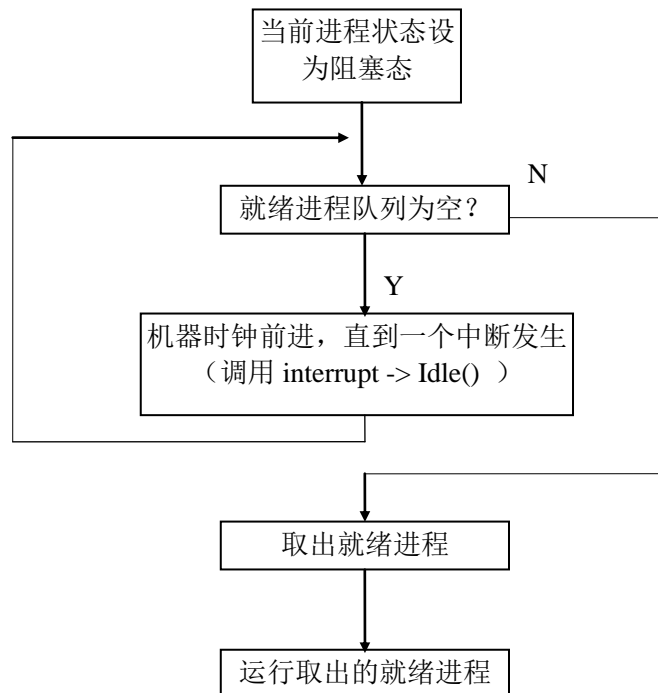 当前进程状态设
为阻塞态
N
就绪进程队列为空？
Y
机器时钟前进，直到一个中断发生
（调用 interrupt -> Idle() ）
取出就绪进程
运行取出的就绪进程